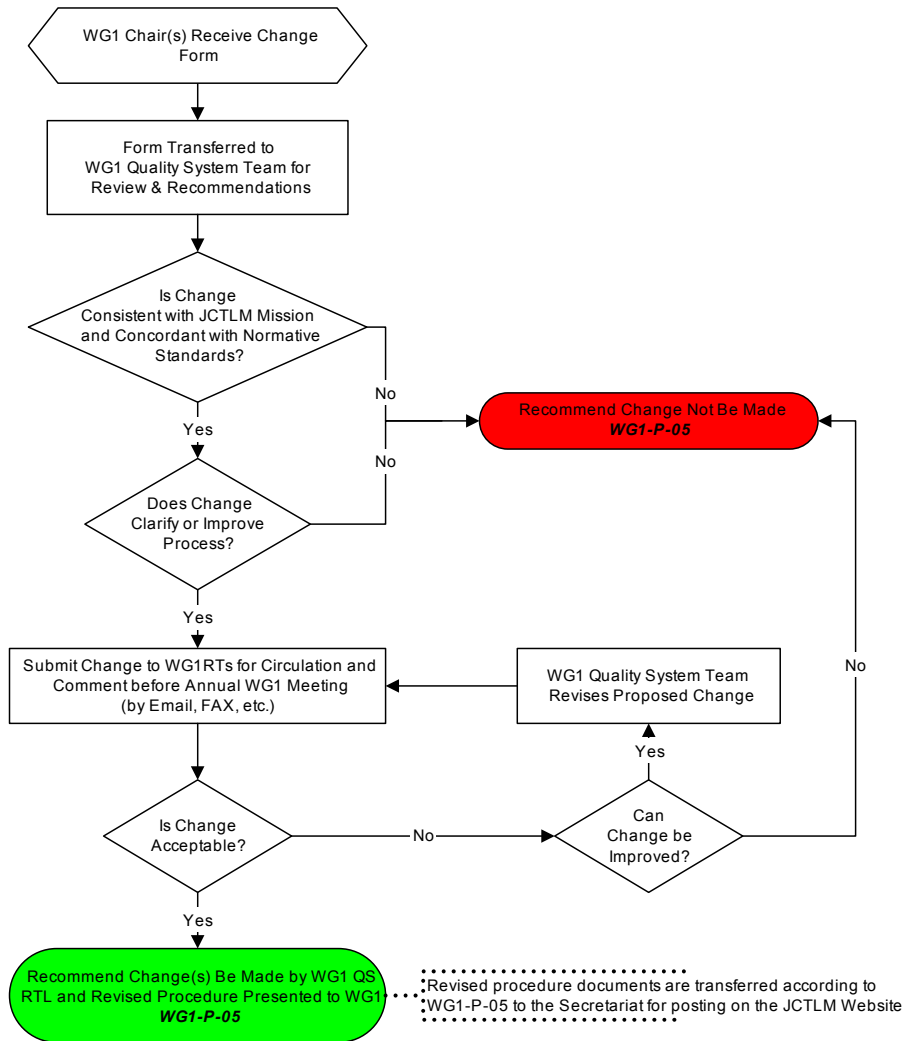 WG1 Chair(s) Receive Change
Form
Form Transferred to
WG1 Quality System Team for
Review & Recommendations
Is Change
Consistent with JCTLM Mission
and Concordant with Normative
Standards?
No
Recommend Change Not Be Made
WG1-P-05
Yes
No
Does Change
Clarify or Improve
Process?
Yes
Submit Change to WG1RTs for Circulation and
Comment before Annual WG1 Meeting
(by Email, FAX, etc.)
WG1 Quality System Team
Revises Proposed Change
No
Yes
Is Change
Acceptable?
No
Can
Change be
Improved?
Yes
Recommend Change(s) Be Made by WG1 QS
RTL and Revised Procedure Presented to WG1
WG1-P-05
Revised procedure documents are transferred according to
WG1-P-05 to the Secretariat for posting on the JCTLM Website